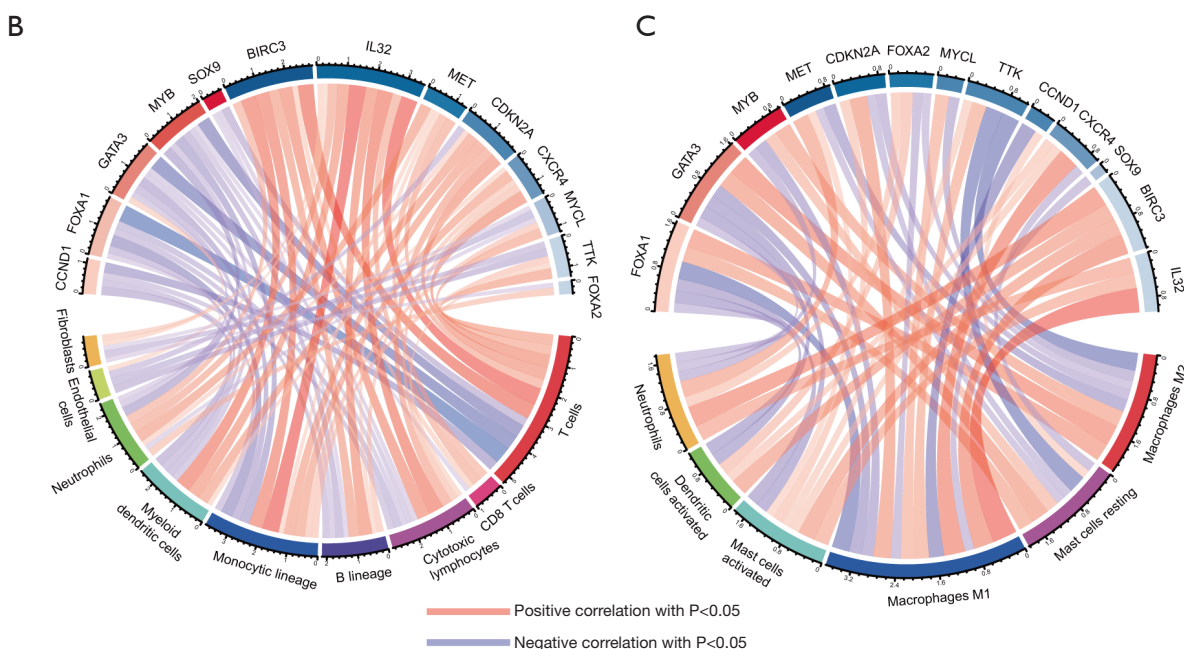 B
CCND1
FOXA1
GATA3
MYB
SOX9
BIRC3
IL32
MET
CDKN2A
CXCR4
MYCL
TTK
FOXA2
T cells
CD8 T cells
Cytotoxic
lymphocytes
B lineage
Monocytic lineage
Myeloid
dendritic cells
Neutrophils
Endothelial
cells
Fibroblasts
C
FOXA1
GATA3
MYB
MET
CDKN2A
FOXA2
MYCL
TTK
CCND1
CXCR4
SOX9
BIRC3
IL32
Macrophages M2
Mast cells resting
Macrophages M1
Mast cells
activated
Dendritic
cells activated
Neutrophils
Positive correlation with P<0.05
Negative correlation with P<0.05